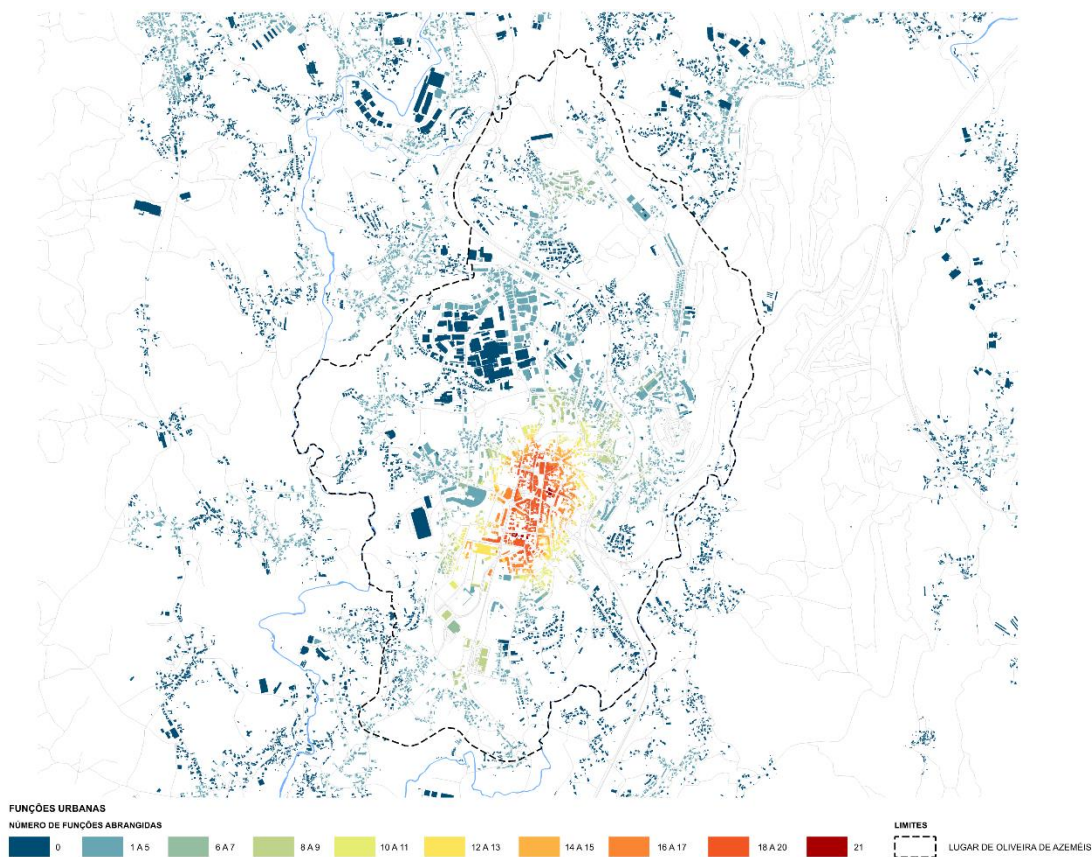 FUNÇÕES URBANAS
NÚMERO DE FUNÇÕES ABRANGIDAS
LIMITES
0
1 A 5
6 A 7
8 A 9
10 A 11
12 A 13
14 A 15
16 A 17
18 A 20
21
LUGAR DE OLIVEIRA DE AZEMÉIS